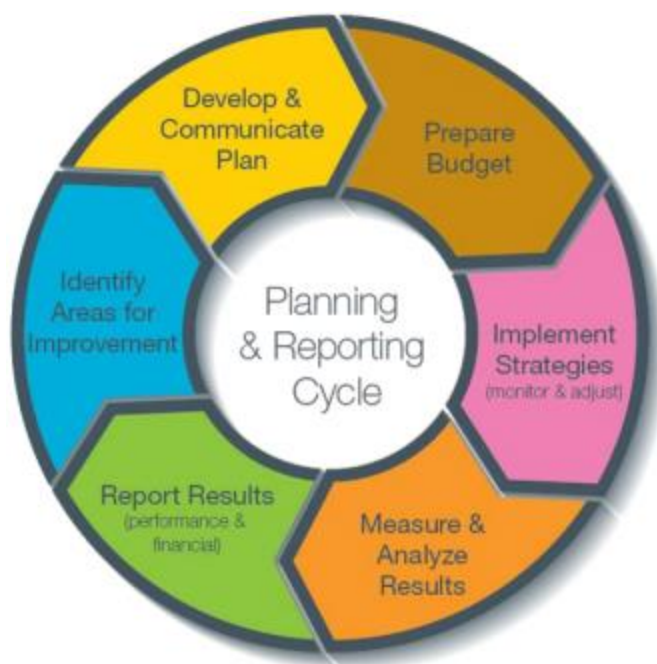 Develop &
Communicate
Plan
Prepare
Budget
Implement
Strategies
(monitor & adjust)
Measure &
Analyze
Results
Report Results
(performance &
financial)
Identify
Areas for
Improvement
Planning
& Reporting
Cycle